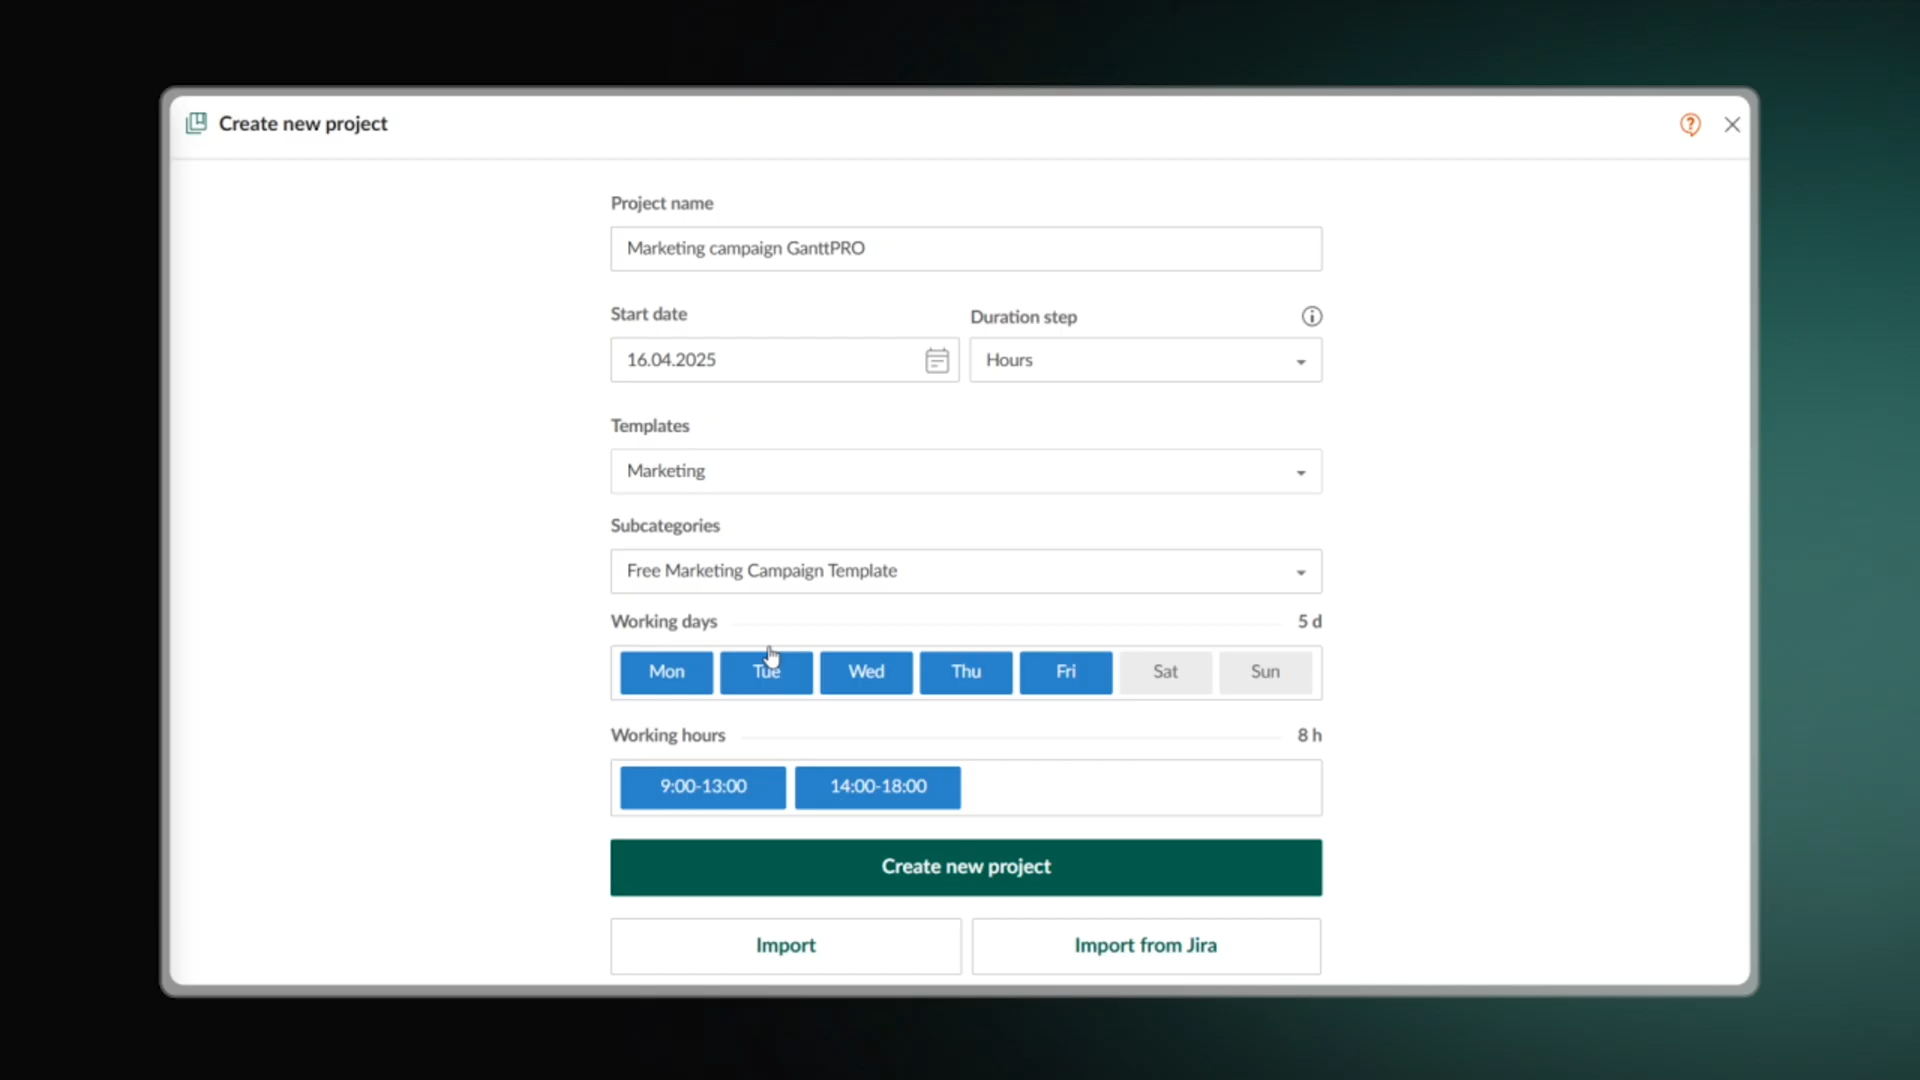 Create new project
Project name
Marketing campaign GanttPRO
Start date
Duration step
16.04.2025
Hours
Templates
Marketing
Subcategories
Free Marketing Campaign Template
Working days
5 d
Mon Tue Wed Thu Fri Sat Sun
Working hours
8 h
9:00-13:00 14:00-18:00
Create new project
Import
Import from Jira